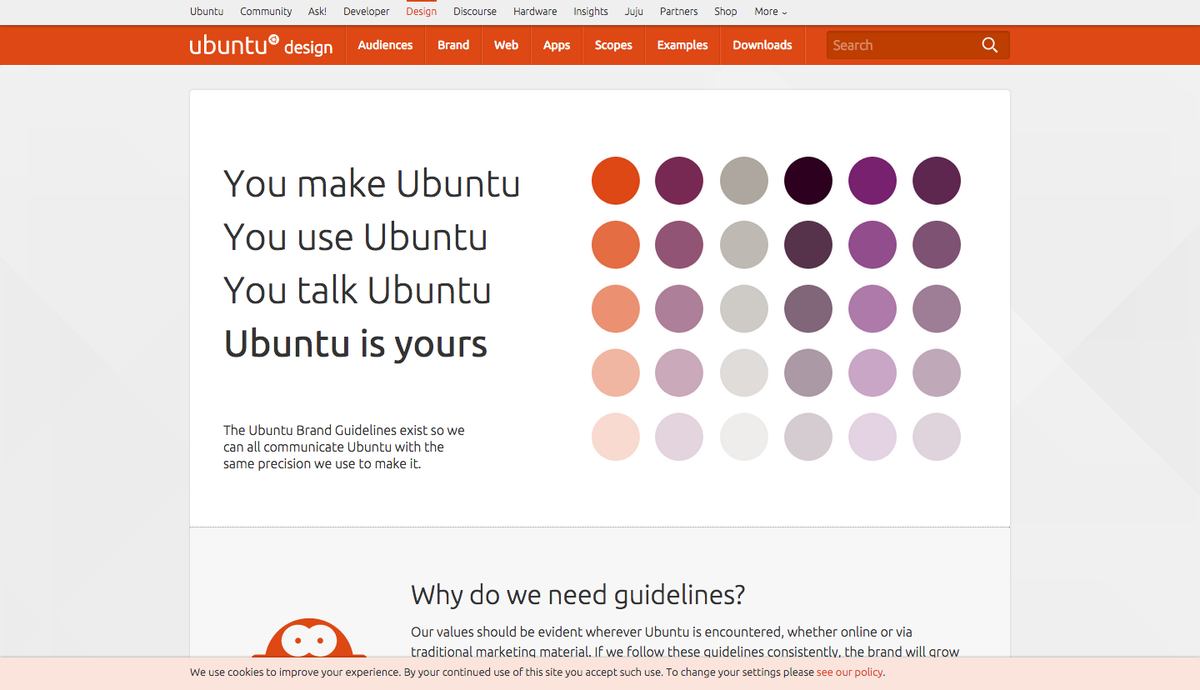 Ubuntu Community Ask! Developer Design Discourse Hardware Insights Juju Partners Shop More
ubuntu design Audiences Brand Web Apps Scopes Examples Downloads Search
You make Ubuntu
You use Ubuntu
You talk Ubuntu
Ubuntu is yours
The Ubuntu Brand Guidelines exist so we
can all communicate Ubuntu with the
same precision we use to make it.
Why do we need guidelines?
Our values should be evident wherever Ubuntu is encountered, whether online or via
traditional marketing material. If we follow these guidelines consistently, the brand will grow
We use cookies to improve your experience. By your continued use of this site you accept such use. To change your settings please see our policy.